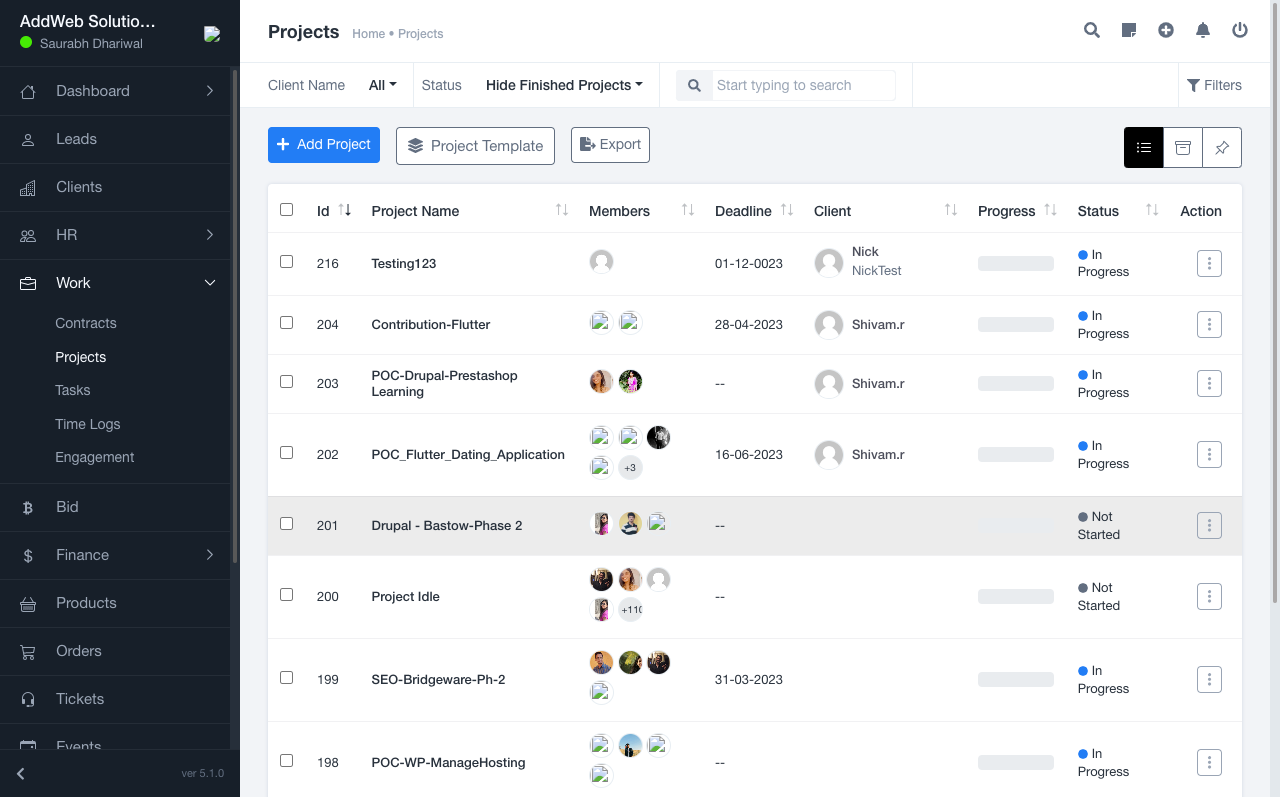 AddWeb Solutio...
Saurabh Dhariwal
Projects
Home • Projects
Client Name All
Status Hide Finished Projects
Start typing to search
Filters
Dashboard
Leads
Clients
HR
Work
Contracts
Projects
Tasks
Time Logs
Engagement
Bid
Finance
Products
Orders
Tickets
Events
ver 5.1.0
Add Project
Project Template
Export
Id Project Name Members Deadline Client Progress Status Action
216 Testing123 01-12-0023 Nick
NickTest
In
Progress
204 Contribution-Flutter 28-04-2023 Shivam.r In
Progress
203 POC-Drupal-Prestashop
Learning
-- Shivam.r In
Progress
202 POC_Flutter_Dating_Application +3 16-06-2023 Shivam.r In
Progress
201 Drupal - Bastow-Phase 2 -- Not
Started
200 Project Idle +110 -- Not
Started
199 SEO-Bridgeware-Ph-2 31-03-2023 In
Progress
198 POC-WP-ManageHosting -- In
Progress